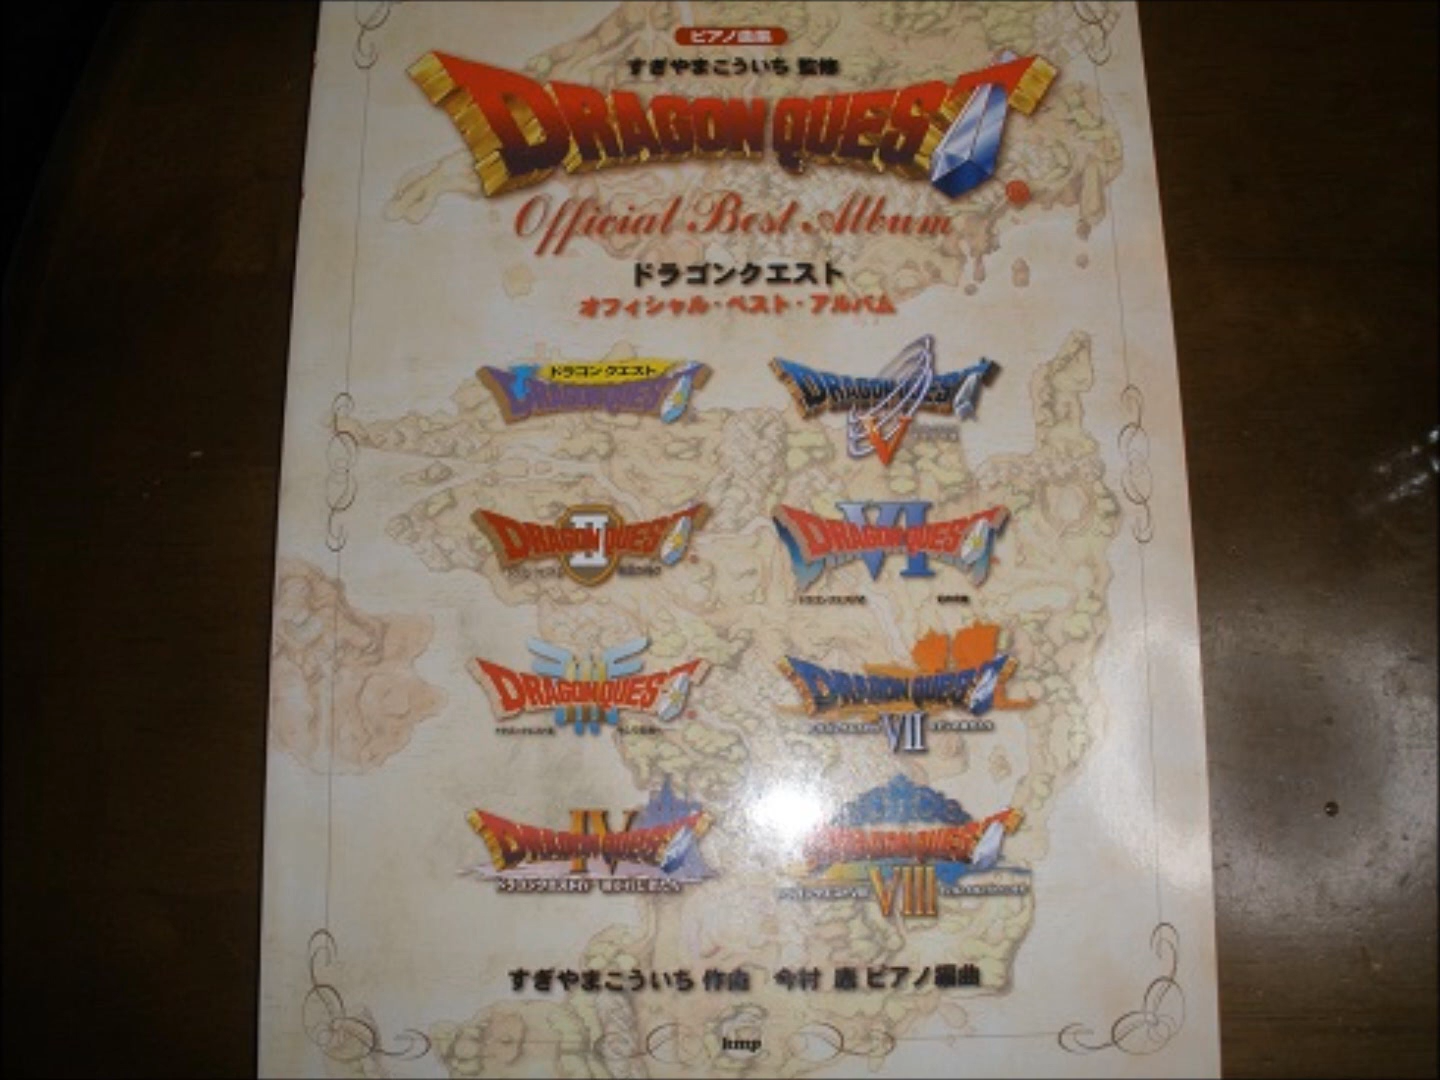 ピアノ曲集
すぎやまこういち 監修
DRAGON QUEST
Official Best Album
ドラゴンクエスト
オフィシャル・ベスト・アルバム
ドラゴンクエスト
DRAGON QUEST
DRAGON QUEST
V
DRAGON QUEST
II
DRAGON QUEST
VI
DRAGON QUEST
III
DRAGON QUEST
VII
DRAGON QUEST
IV
DRAGON QUEST
VIII
すぎやまこういち 作曲 今村 ピアノ編曲
kmp